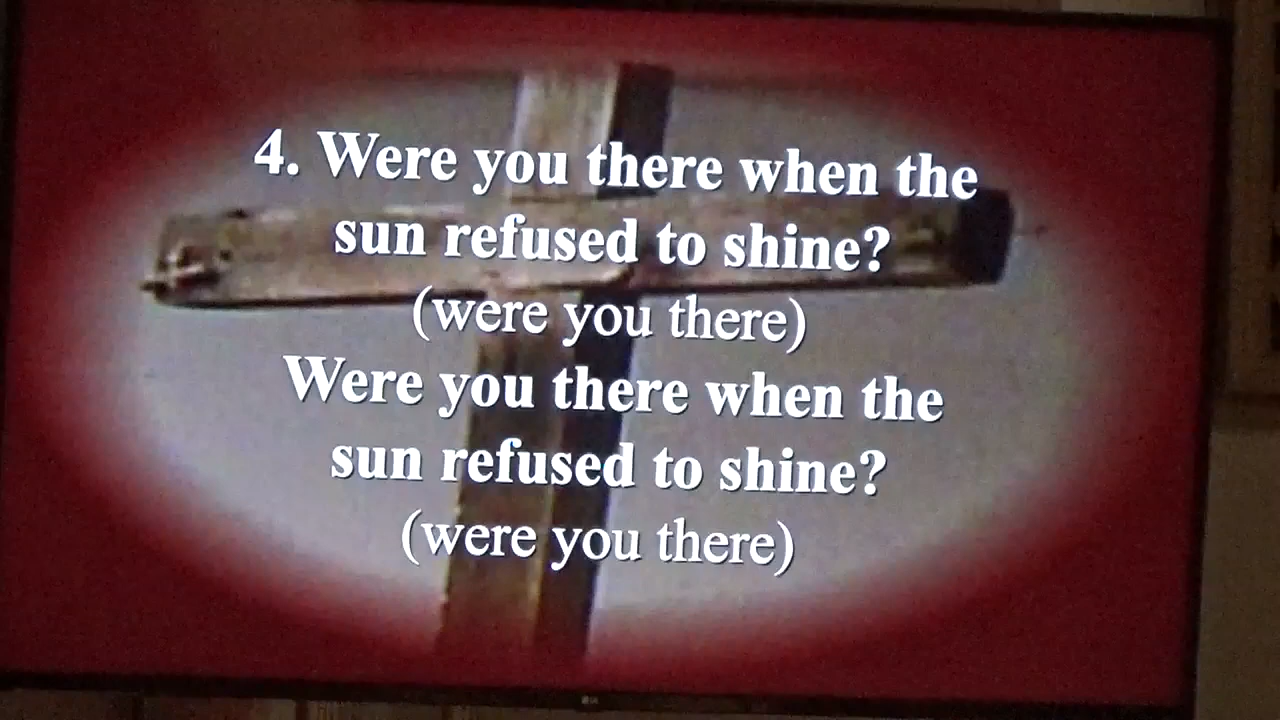 4. Were you there when the
sun refused to shine?
(were you there)
Were you there when the
sun refused to shine?
(were you there)